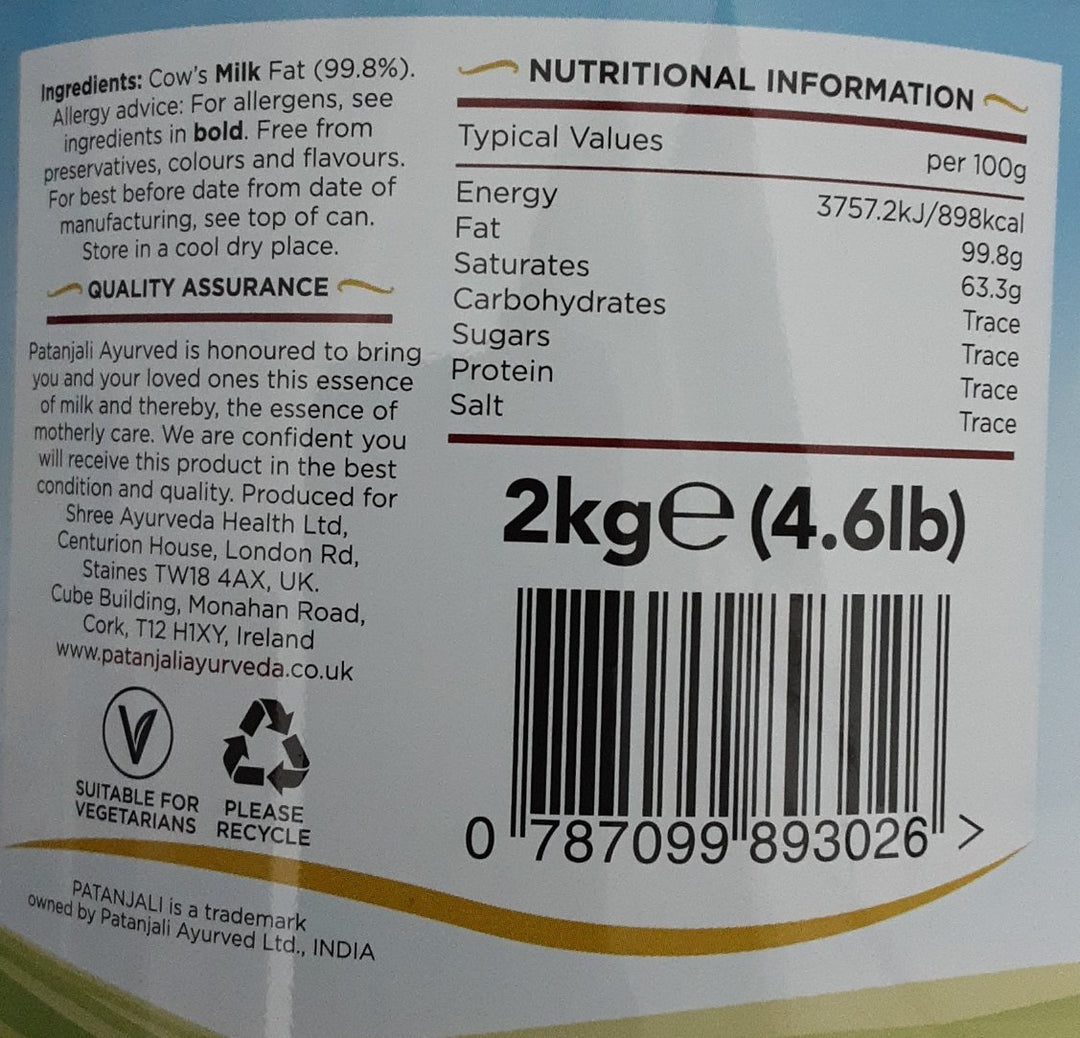 Ingredients: Cow's Milk Fat (99.8%).
Allergy advice: For allergens, see
ingredients in bold. Free from
preservatives, colours and flavours.
For best before date from date of
manufacturing, see top of can.
Store in a cool dry place.
QUALITY ASSURANCE
Patanjali Ayurved is honoured to bring
you and your loved ones this essence
of milk and thereby, the essence of
motherly care. We are confident you
will receive this product in the best
condition and quality. Produced for
Shree Ayurveda Health Ltd,
Centurion House, London Rd,
Staines TW18 4AX, UK.
Cube Building, Monahan Road,
Cork, T12 H1XY, Ireland
www.patanjaliayurveda.co.uk
SUITABLE FOR
VEGETARIANS
PLEASE
RECYCLE
PATANJALI is a trademark
owned by Patanjali Ayurved Ltd., INDIA
NUTRITIONAL INFORMATION
Typical Values per 100g
Energy 3757.2kJ/898kcal
Fat 99.8g
Saturates 63.3g
Carbohydrates Trace
Sugars Trace
Protein Trace
Salt Trace
2kg℮ (4.6lb)
0 787099 893026 >